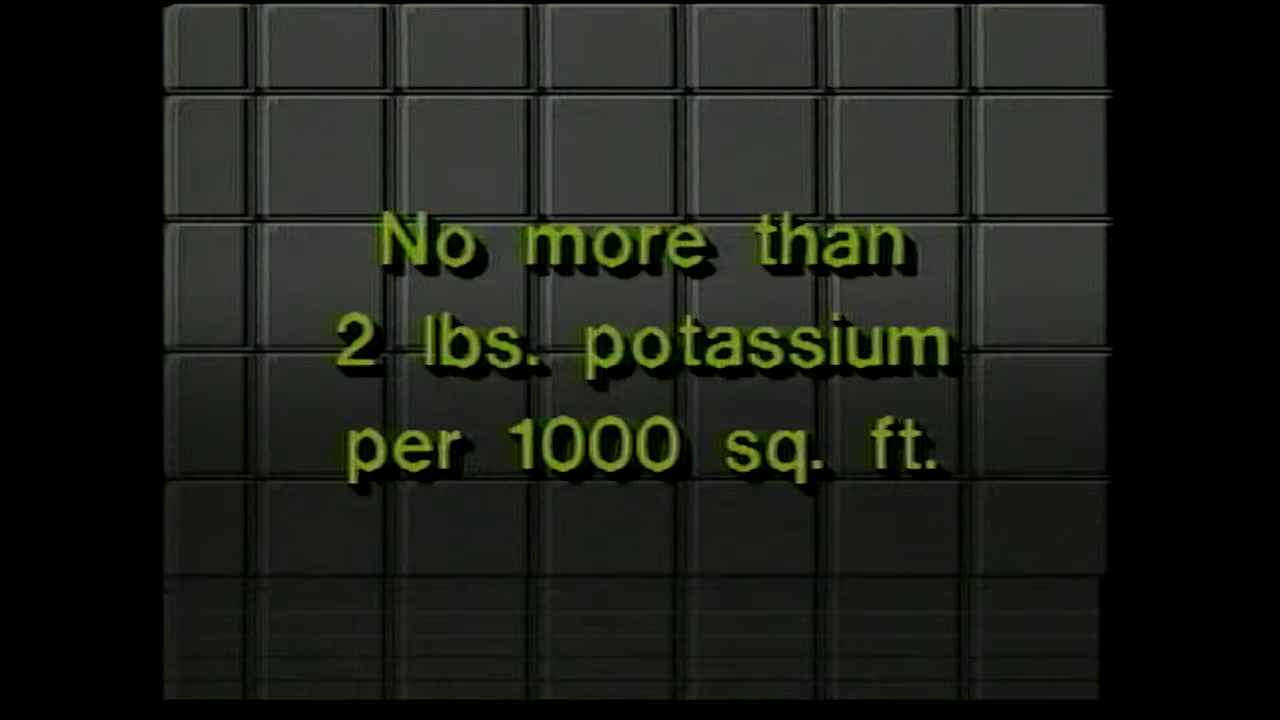 No more than
2 lbs. potassium
per 1000 sq. ft.